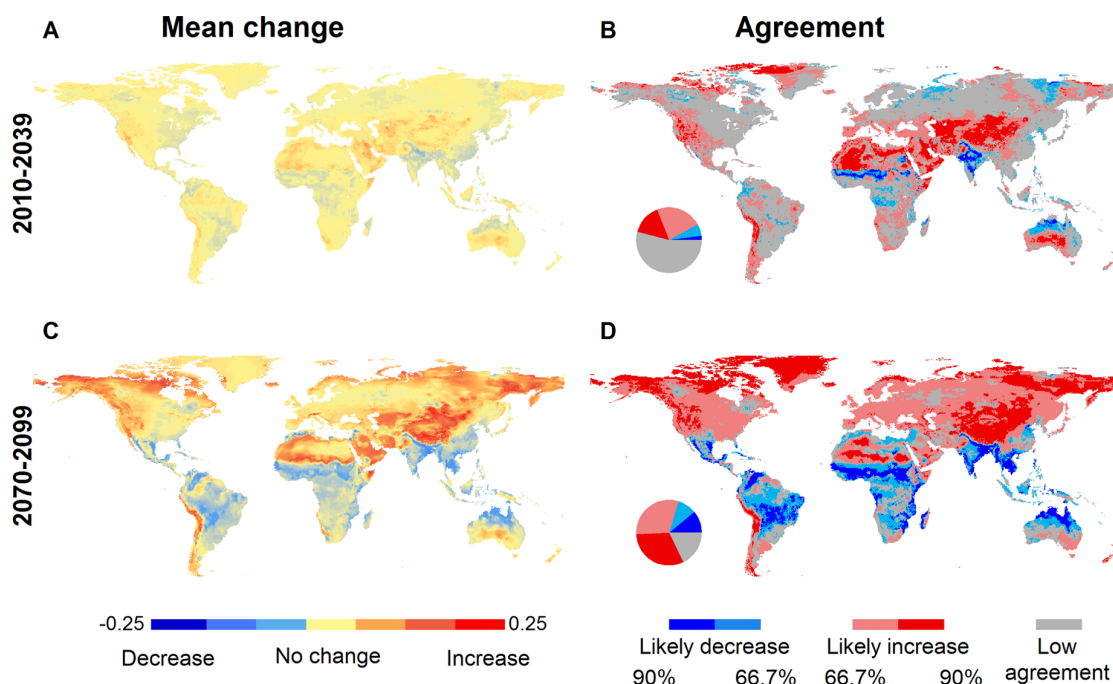 A
Mean change
B
Agreement
2010-2039
C
D
2070-2099
-0.25
0.25
Decrease
No change
Increase
Likely decrease
Likely increase
Low
agreement
90%
66.7%
66.7%
90%